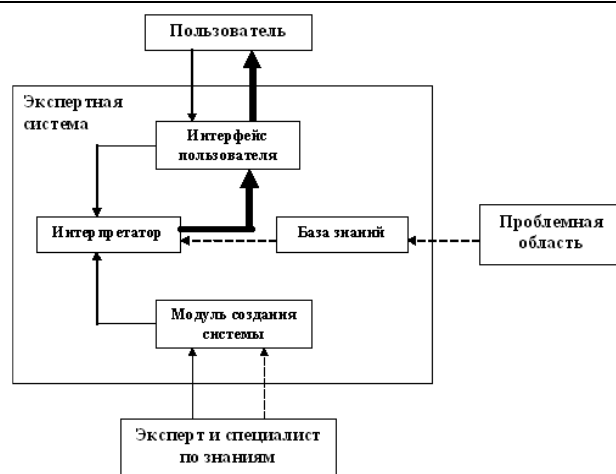 Пользователь
Экспертная
система
Интерфейс
пользователя
Интерпретатор
База знаний
Проблемная
область
Модуль создания
системы
Эксперт и специалист
по знаниям